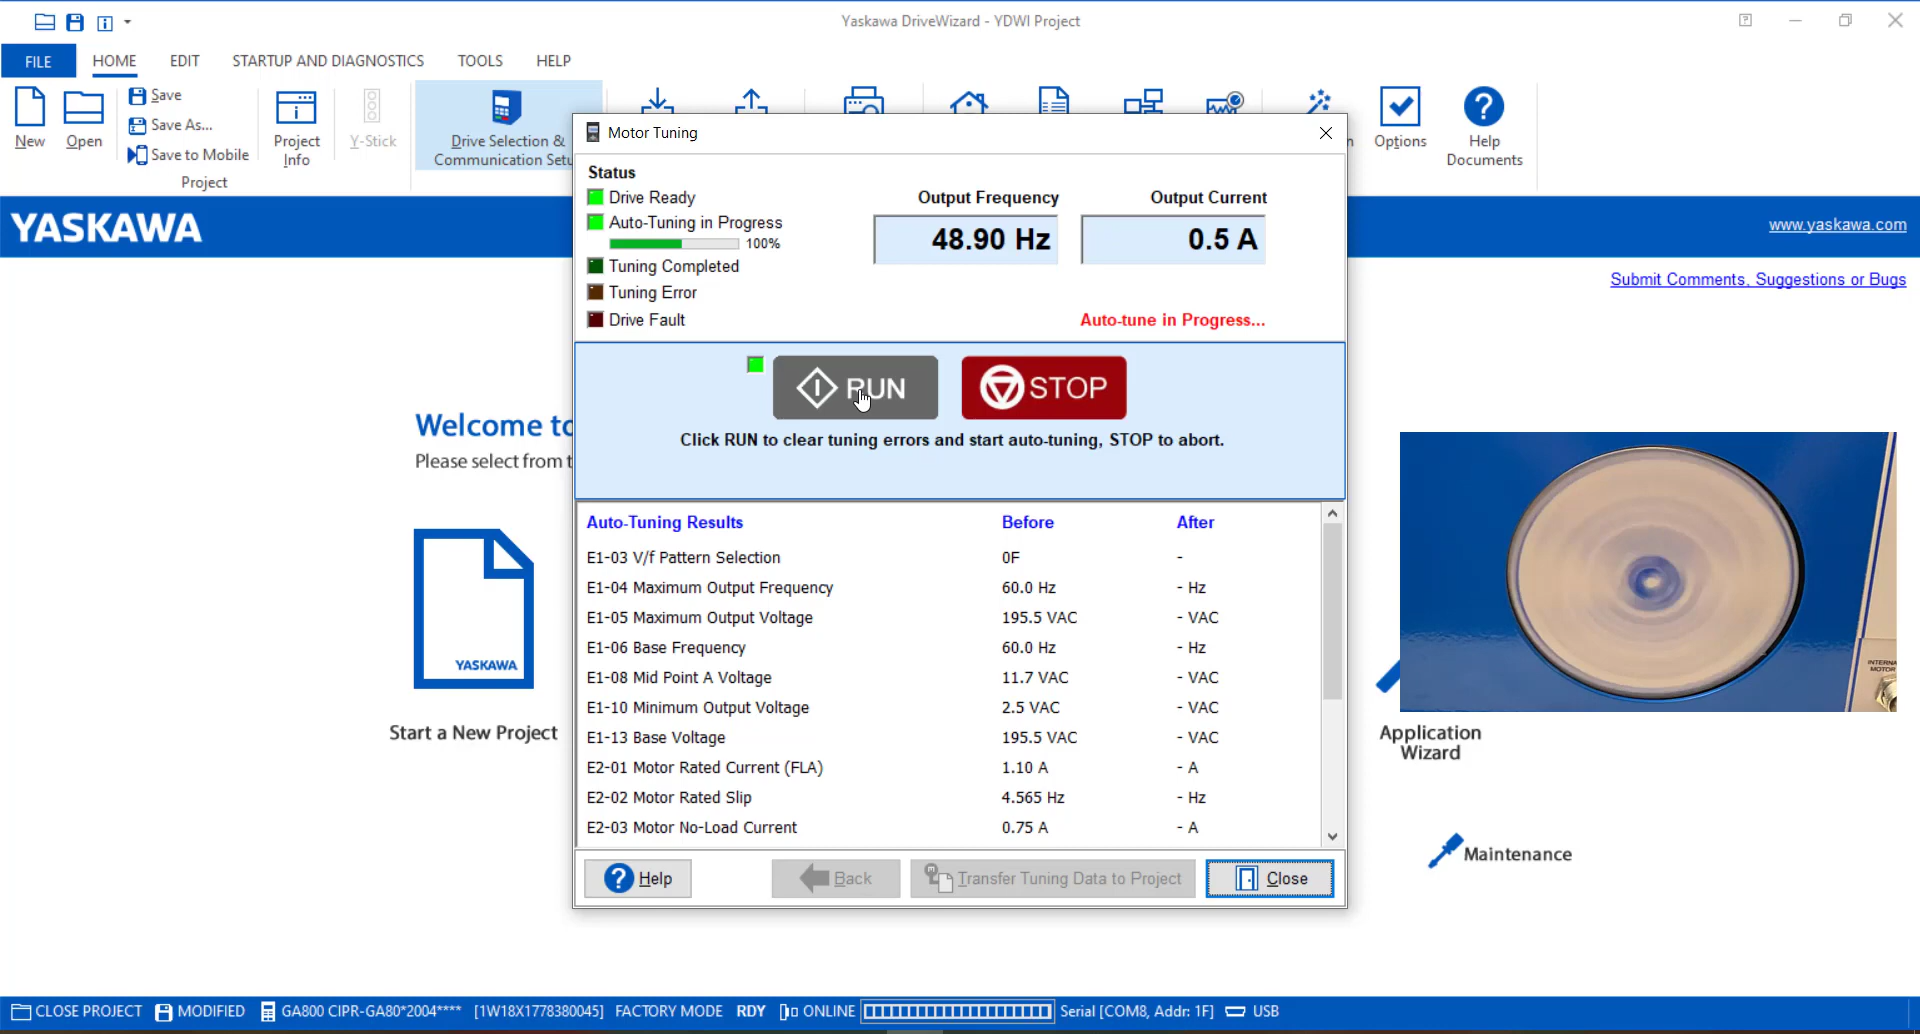 Yaskawa DriveWizard - YDWI Project
FILE HOME EDIT STARTUP AND DIAGNOSTICS TOOLS HELP
New
Open
Save
Save As...
Save to Mobile
Project
Project
Info
Y-Stick
Drive Selection &
Communication Setu
Options
Help
Documents
YASKAWA
www.yaskawa.com
Submit Comments, Suggestions or Bugs
Welcome to
Please select from t
YASKAWA
Start a New Project
Motor Tuning
Status
Drive Ready
Auto-Tuning in Progress
100%
Tuning Completed
Tuning Error
Drive Fault
Output Frequency Output Current
48.90 Hz 0.5 A
Auto-tune in Progress...
RUN STOP
Click RUN to clear tuning errors and start auto-tuning, STOP to abort.
Auto-Tuning Results Before After
E1-03 V/f Pattern Selection 0F -
E1-04 Maximum Output Frequency 60.0 Hz - Hz
E1-05 Maximum Output Voltage 195.5 VAC - VAC
E1-06 Base Frequency 60.0 Hz - Hz
E1-08 Mid Point A Voltage 11.7 VAC - VAC
E1-10 Minimum Output Voltage 2.5 VAC - VAC
E1-13 Base Voltage 195.5 VAC - VAC
E2-01 Motor Rated Current (FLA) 1.10 A - A
E2-02 Motor Rated Slip 4.565 Hz - Hz
E2-03 Motor No-Load Current 0.75 A - A
Help Back Transfer Tuning Data to Project Close
INTERNA
MOTOR
Application
Wizard
Maintenance
CLOSE PROJECT MODIFIED GA800 CIPR-GA80*2004**** [1W18X1778380045] FACTORY MODE RDY ONLINE Serial [COM8, Addr: 1F] USB